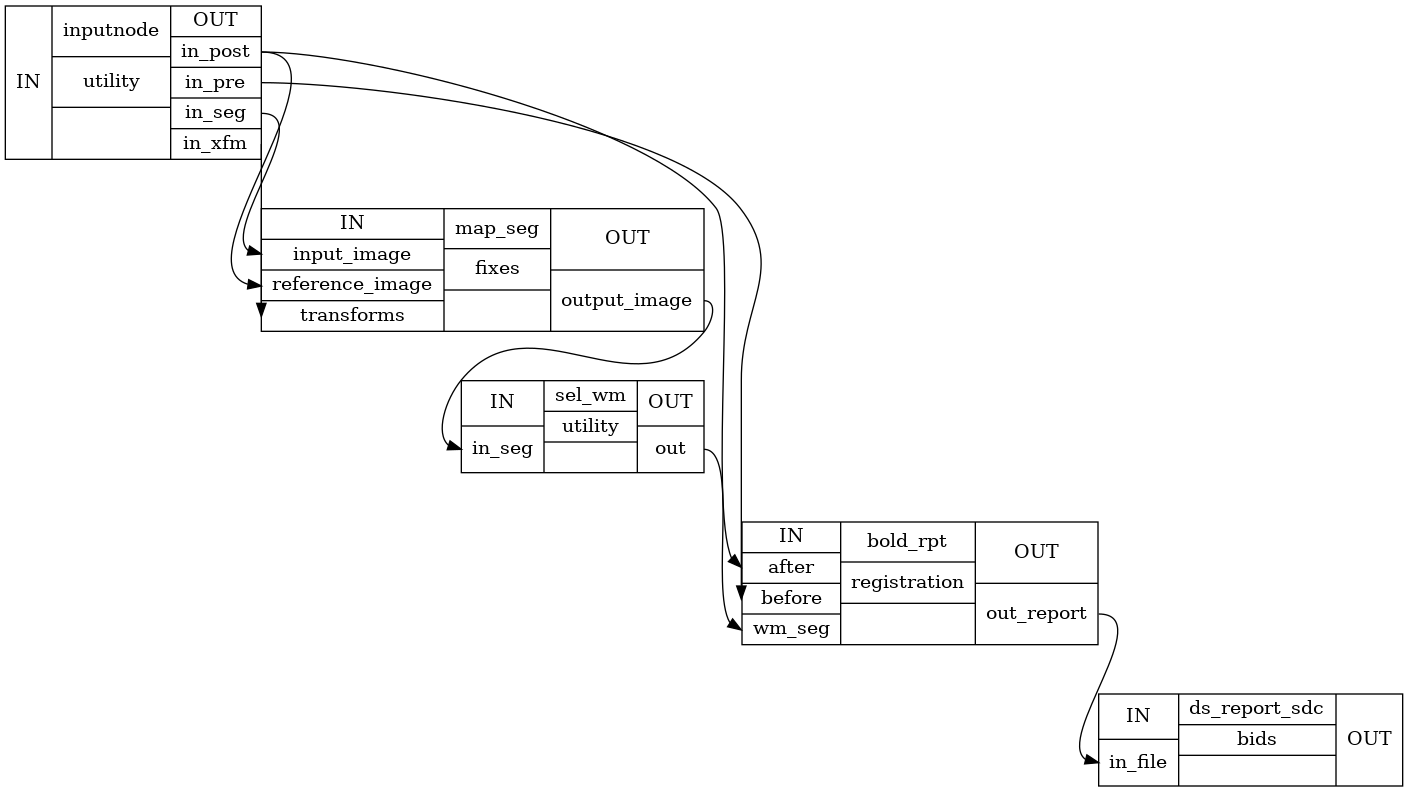 IN
inputnode
utility
OUT
in_post
in_pre
in_seg
in_xfm
IN
input_image
reference_image
transforms
map_seg
fixes
OUT
output_image
IN
in_seg
sel_wm
utility
OUT
out
IN
after
before
wm_seg
bold_rpt
registration
OUT
out_report
IN
in_file
ds_report_sdc
bids
OUT